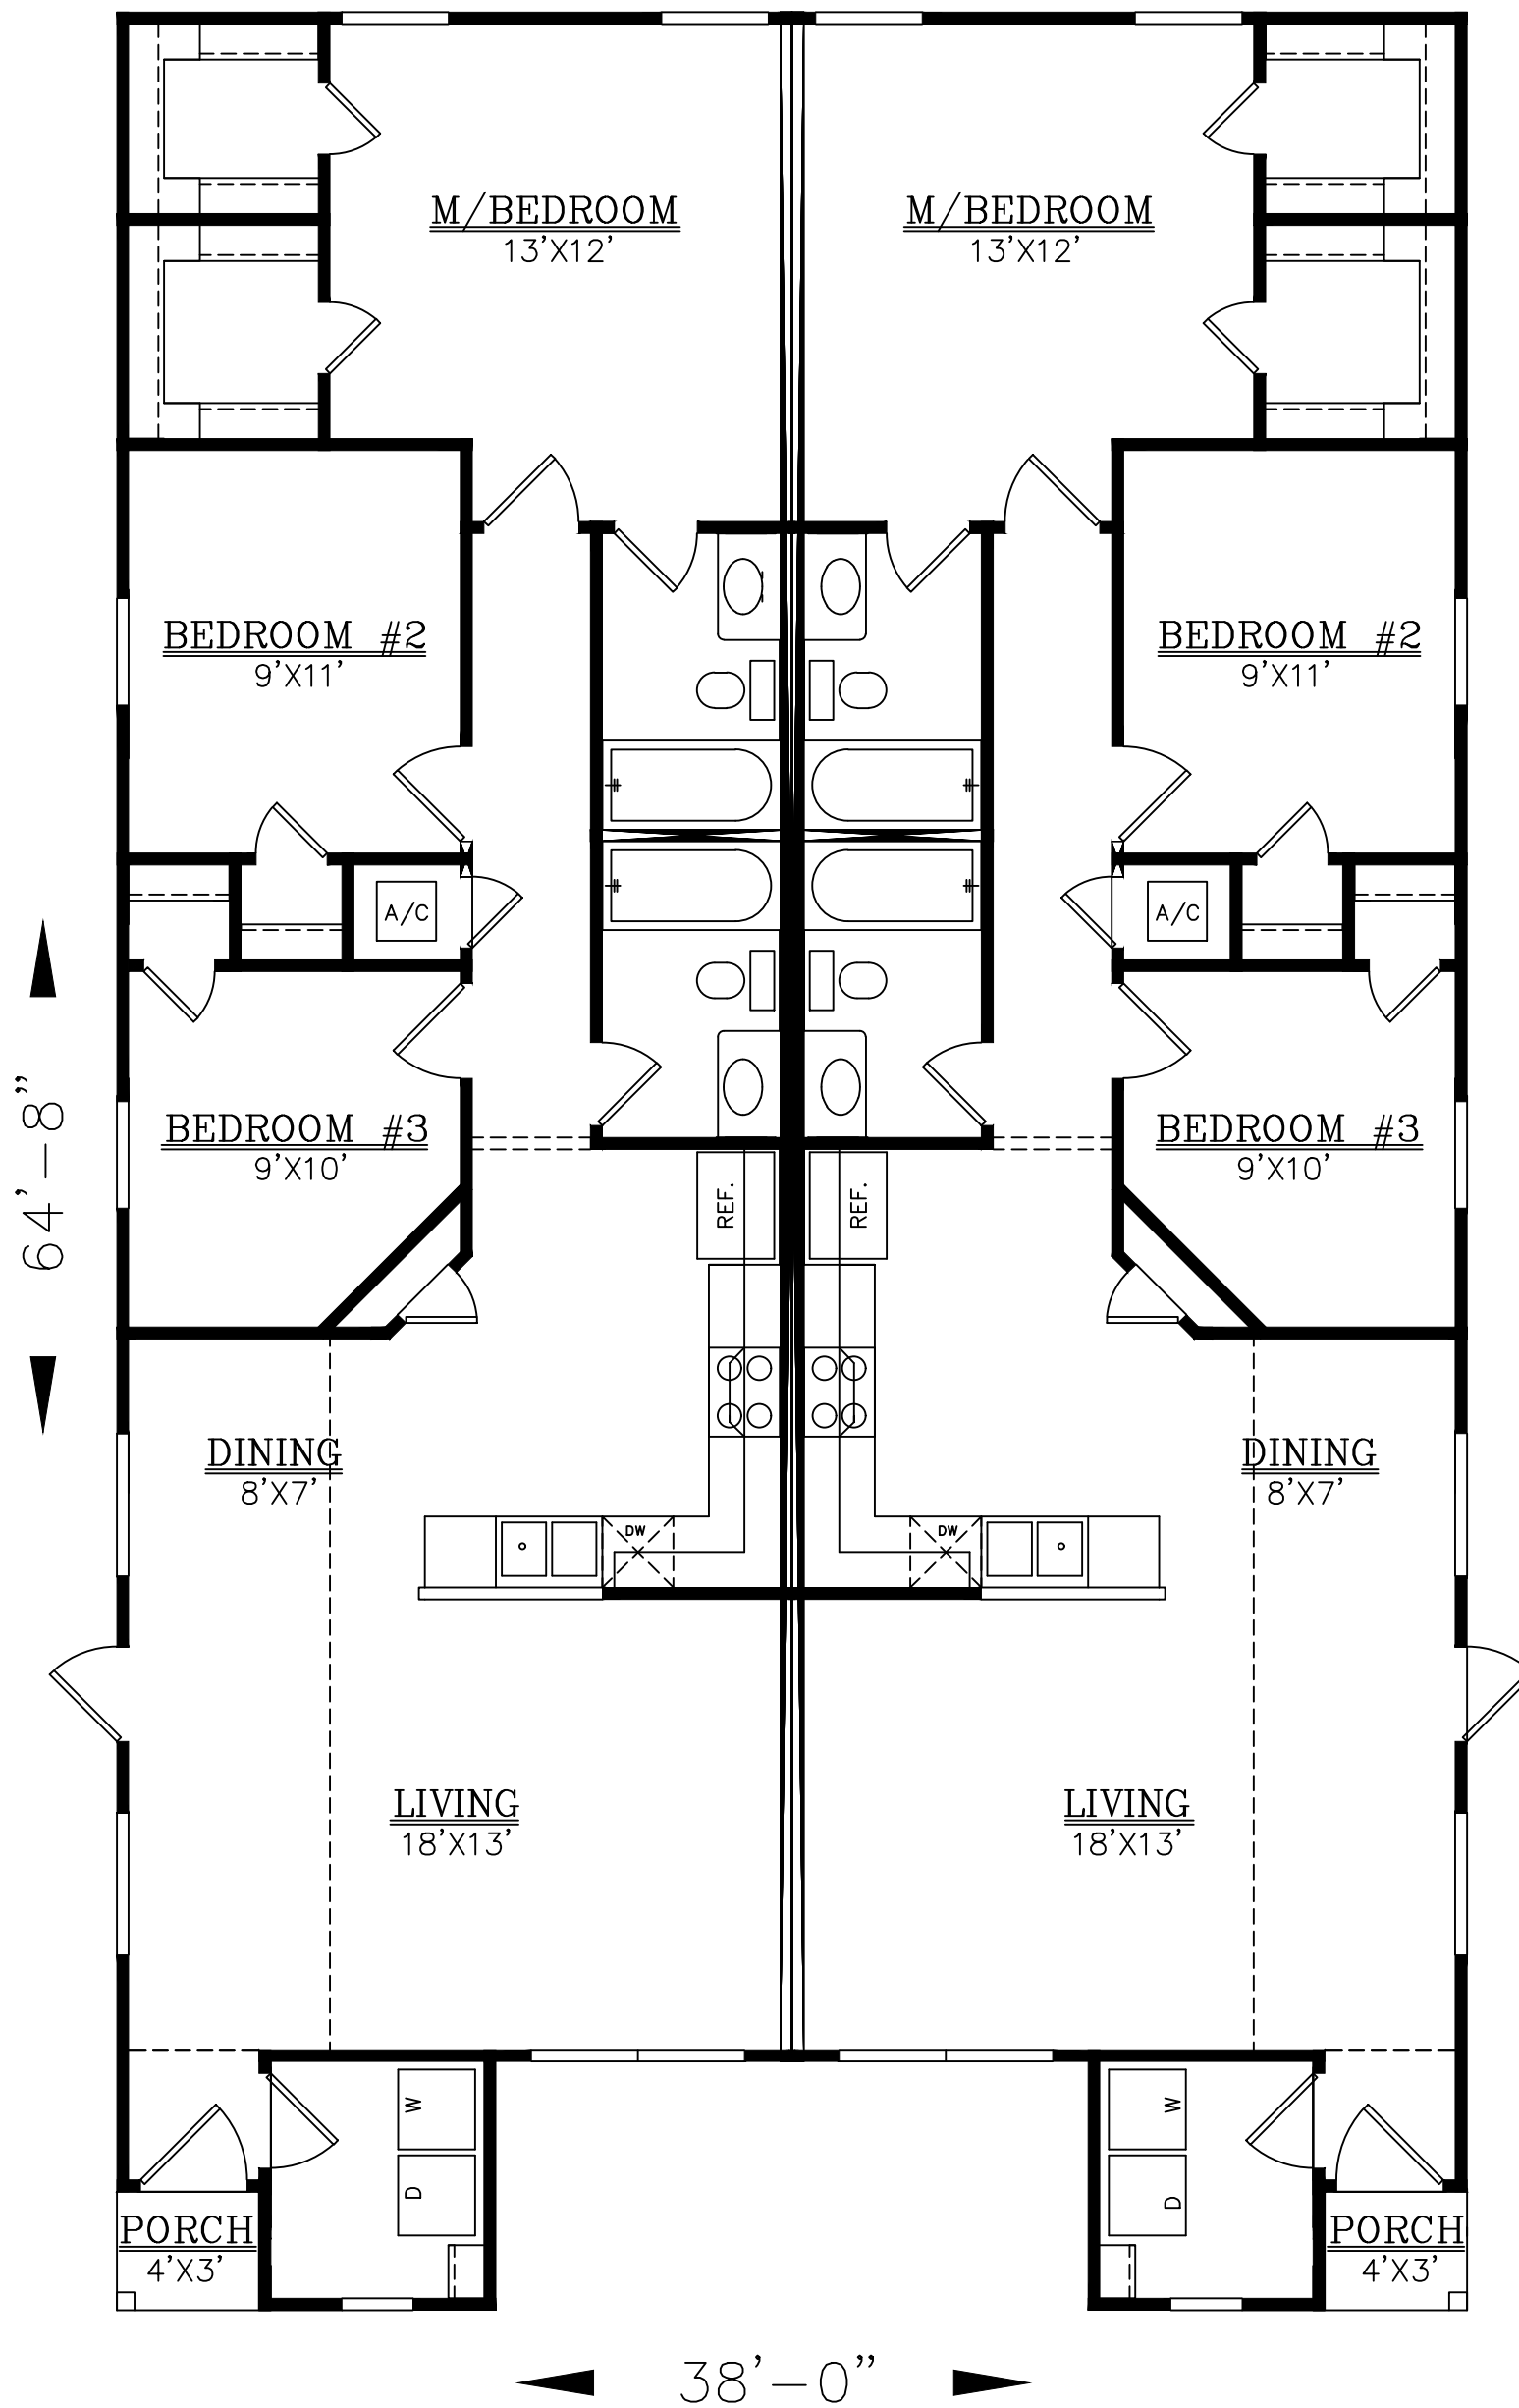 M/BEDROOM
13'X12'
M/BEDROOM
13'X12'
BEDROOM #2
9'X11'
BEDROOM #2
9'X11'
A/C
A/C
BEDROOM #3
9'X10'
BEDROOM #3
9'X10'
64'-8"
REF.
REF.
DINING
8'X7'
DINING
8'X7'
DW
DW
LIVING
18'X13'
LIVING
18'X13'
W
W
D
D
PORCH
4'X3'
PORCH
4'X3'
38'-0"